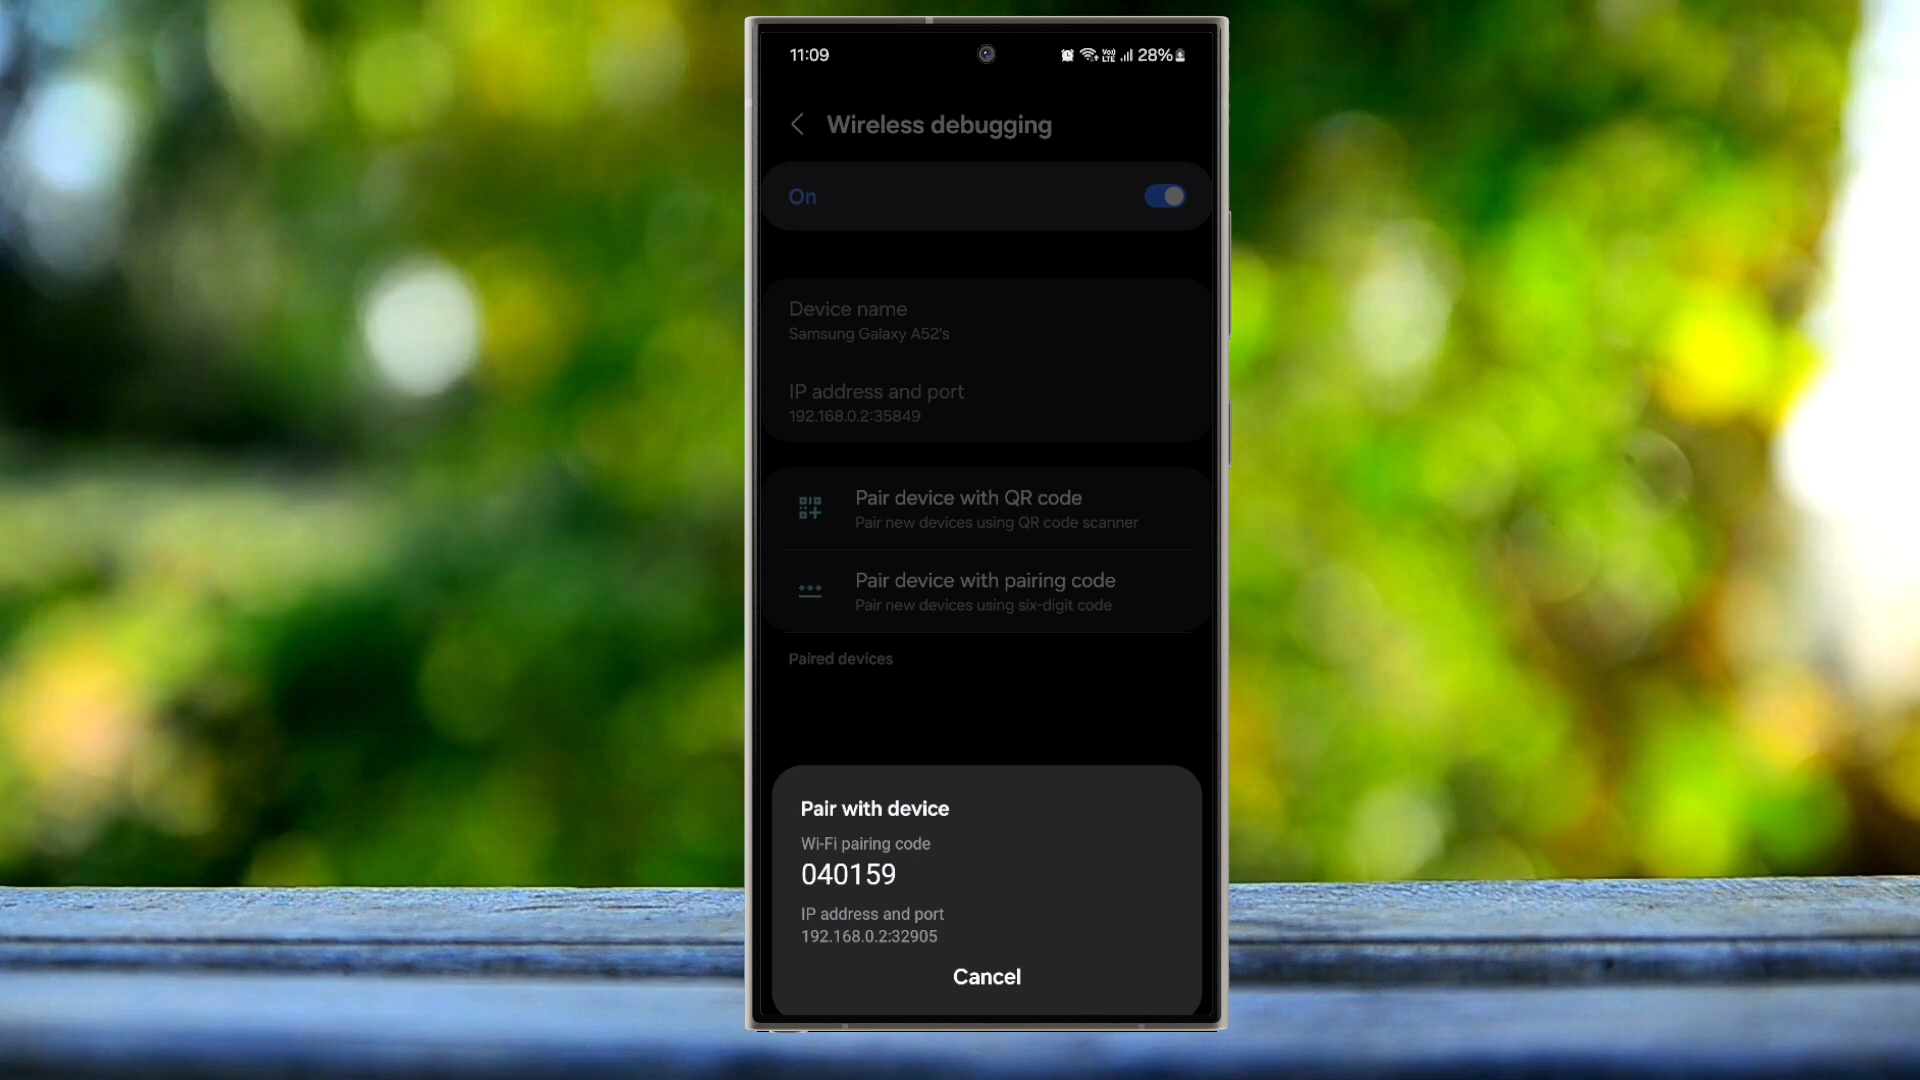 11:09
Vo)) LTE 28%
Wireless debugging
On
Device name
Samsung Galaxy A52's
IP address and port
192.168.0.2:35849
Pair device with QR code
Pair new devices using QR code scanner
Pair device with pairing code
Pair new devices using six-digit code
Paired devices
Pair with device
Wi-Fi pairing code
040159
IP address and port
192.168.0.2:32905
Cancel